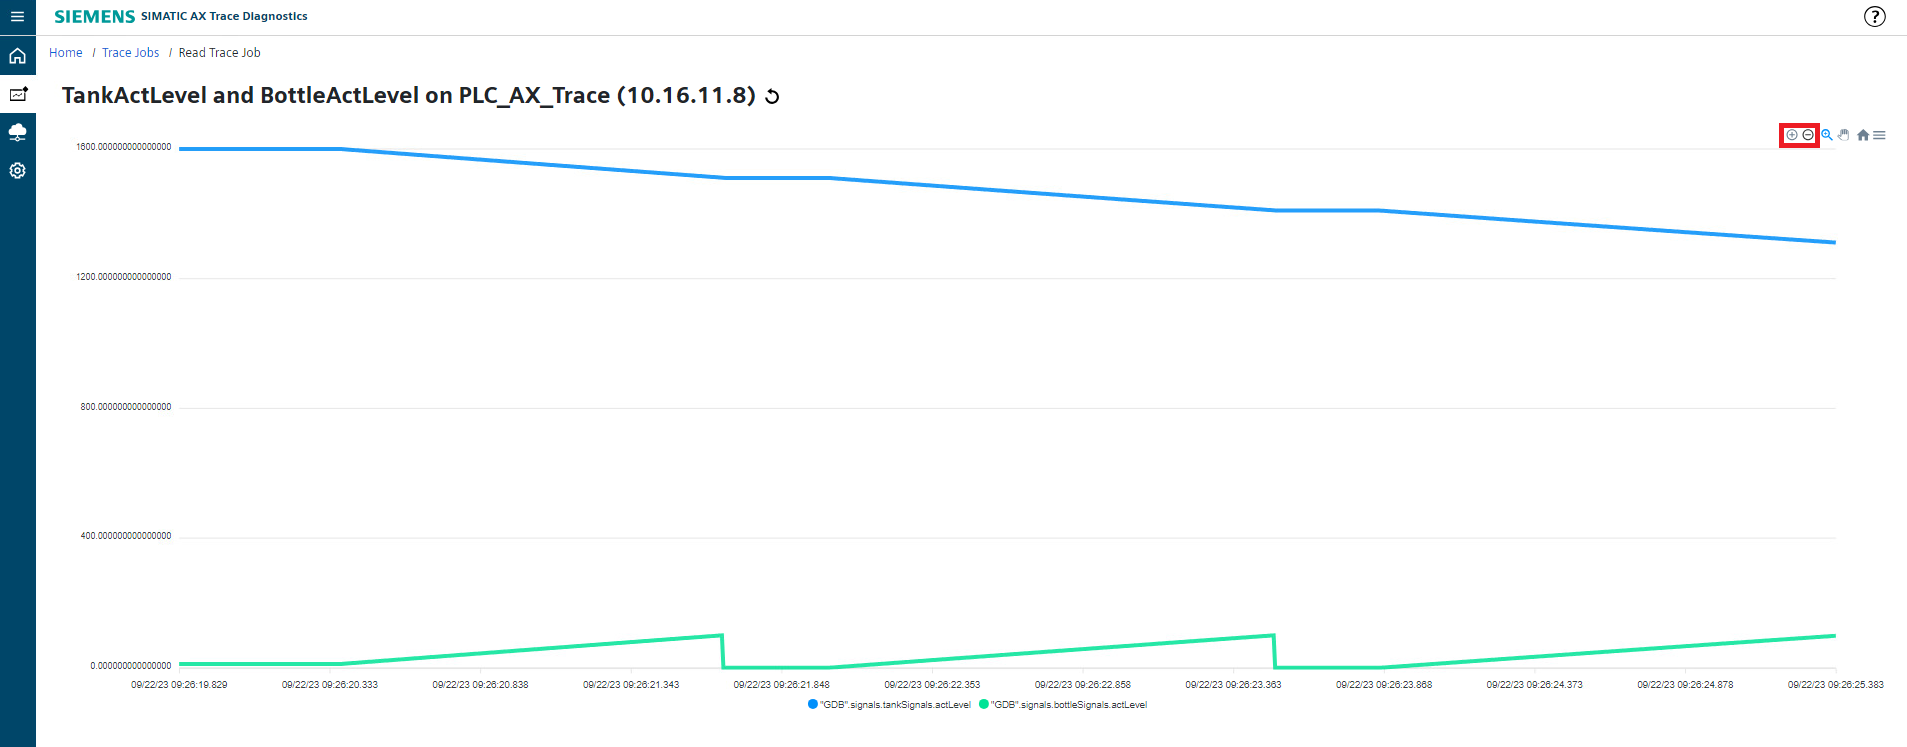 SIEMENS SIMATIC AX Trace Diagnostics
Home / Trace Jobs / Read Trace Job
TankActLevel and BottleActLevel on PLC_AX_Trace (10.16.11.8)
1600.000000000000000
1200.000000000000000
800.000000000000000
400.000000000000000
0.000000000000000
09/22/23 09:26:19.829 09/22/23 09:26:20.333 09/22/23 09:26:20.838 09/22/23 09:26:21.343 09/22/23 09:26:21.848 09/22/23 09:26:22.353 09/22/23 09:26:22.858 09/22/23 09:26:23.363 09/22/23 09:26:23.868 09/22/23 09:26:24.373 09/22/23 09:26:24.878 09/22/23 09:26:25.383
"GDB".signals.tankSignals.actLevel "GDB".signals.bottleSignals.actLevel